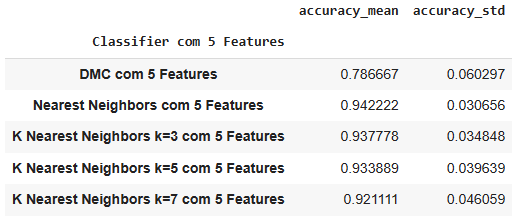 accuracy_mean accuracy_std
Classifier com 5 Features
DMC com 5 Features 0.786667 0.060297
Nearest Neighbors com 5 Features 0.942222 0.030656
K Nearest Neighbors k=3 com 5 Features 0.937778 0.034848
K Nearest Neighbors k=5 com 5 Features 0.933889 0.039639
K Nearest Neighbors k=7 com 5 Features 0.921111 0.046059